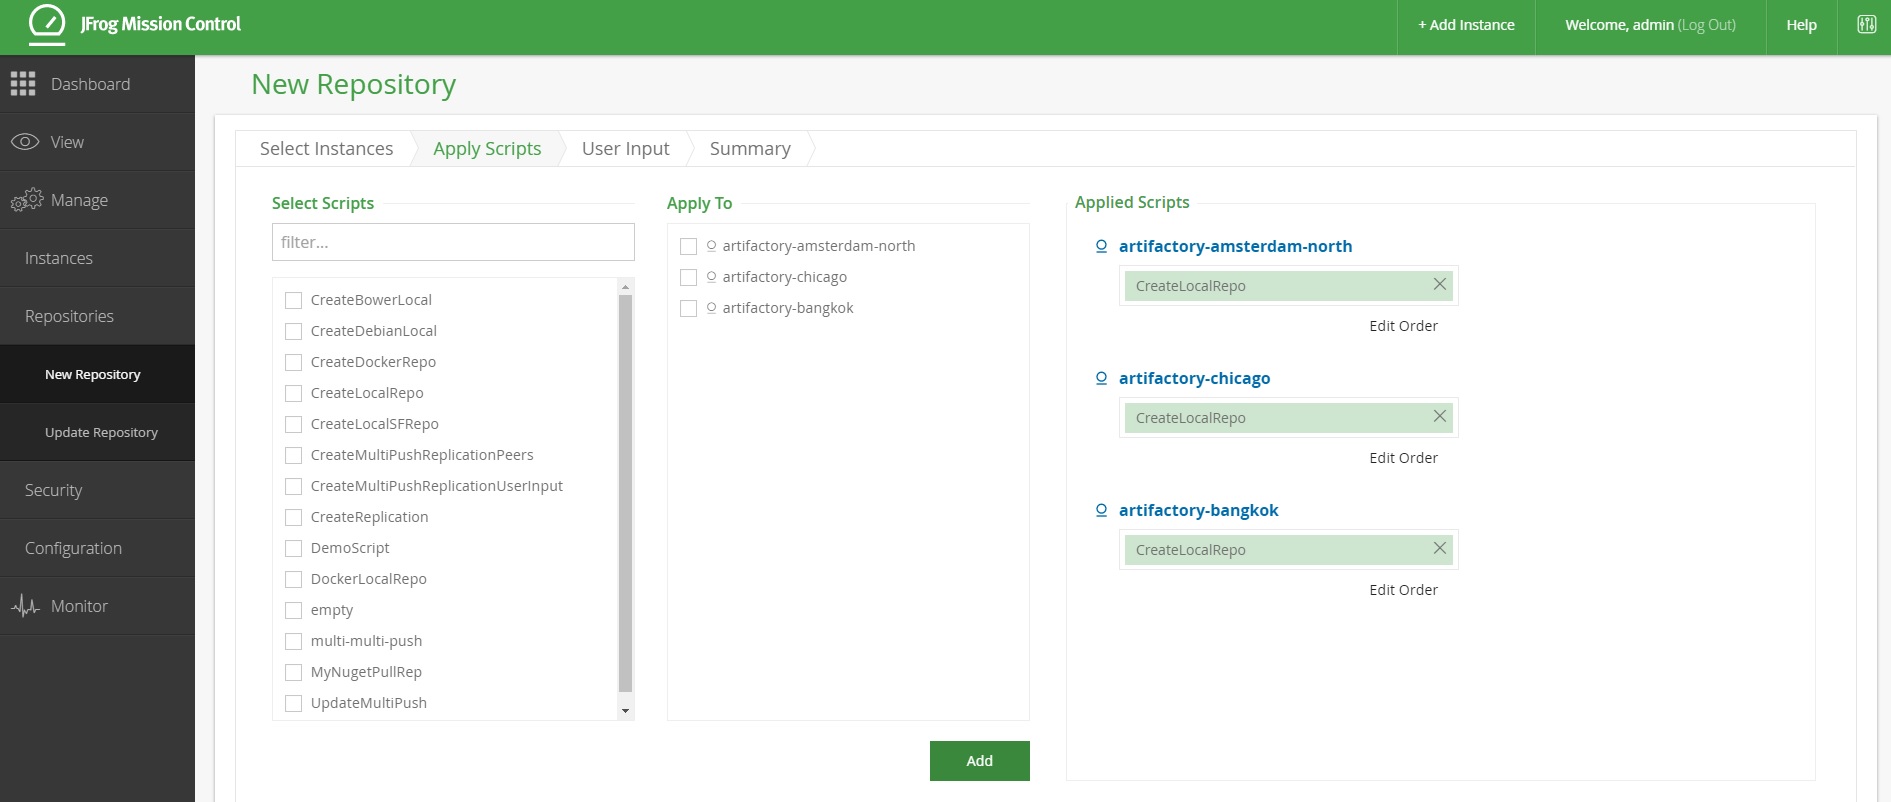 JFrog Mission Control
+ Add Instance
Welcome, admin (Log Out)
Help
Dashboard
View
Manage
Instances
Repositories
New Repository
Update Repository
Security
Configuration
Monitor
New Repository
Select Instances
Apply Scripts
User Input
Summary
Select Scripts
filter...
CreateBowerLocal
CreateDebianLocal
CreateDockerRepo
CreateLocalRepo
CreateLocalSFRepo
CreateMultiPushReplicationPeers
CreateMultiPushReplicationUserInput
CreateReplication
DemoScript
DockerLocalRepo
empty
multi-multi-push
MyNugetPullRep
UpdateMultiPush
Apply To
artifactory-amsterdam-north
artifactory-chicago
artifactory-bangkok
Add
Applied Scripts
artifactory-amsterdam-north
CreateLocalRepo
Edit Order
artifactory-chicago
CreateLocalRepo
Edit Order
artifactory-bangkok
CreateLocalRepo
Edit Order